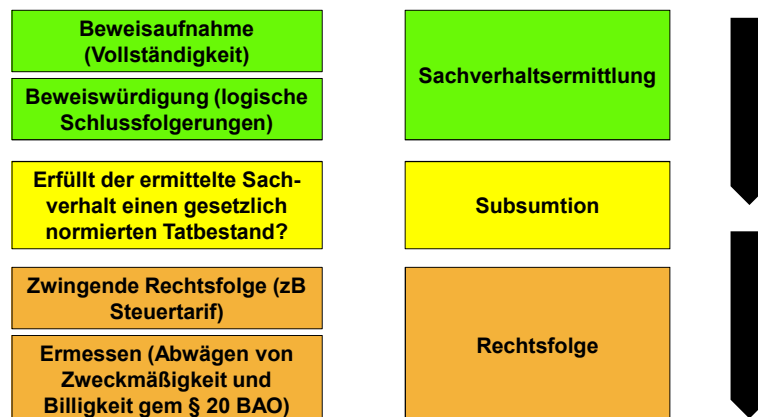 Beweisaufnahme
(Vollständigkeit)
Beweiswürdigung (logische
Schlussfolgerungen)
Sachverhaltsermittlung
Erfüllt der ermittelte Sach-
verhalt einen gesetzlich
normierten Tatbestand?
Subsumtion
Zwingende Rechtsfolge (zB
Steuertarif)
Ermessen (Abwägen von
Zweckmäßigkeit und
Billigkeit gem § 20 BAO)
Rechtsfolge